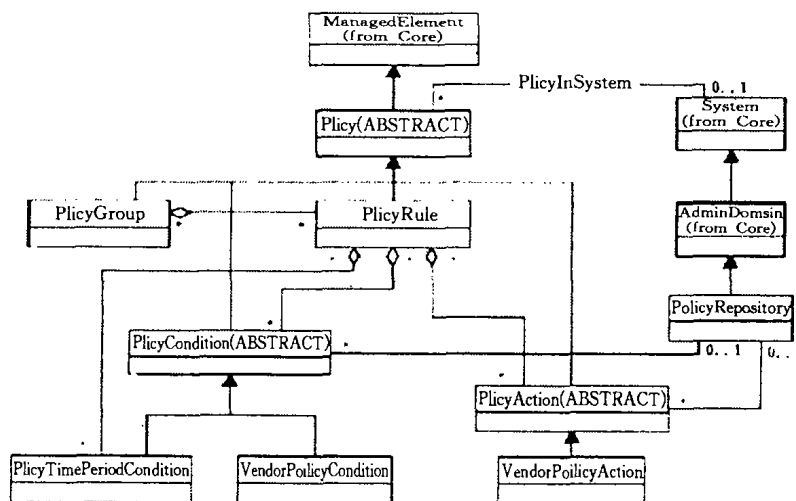 ManagedElement
(from Core)
PlicyInSystem
*
0..1
System
(from Core)
Plicy(ABSTRACT)
PlicyGroup
PlicyRule
*
*
AdminDomsin
(from Core)
PolicyRepository
*
PlicyCondition(ABSTRACT)
*
0..1
0..
*
PlicyAction(ABSTRACT)
*
*
PlicyTimePeriodCondition
VendorPoilicyCondition
VendorPoilicyAction